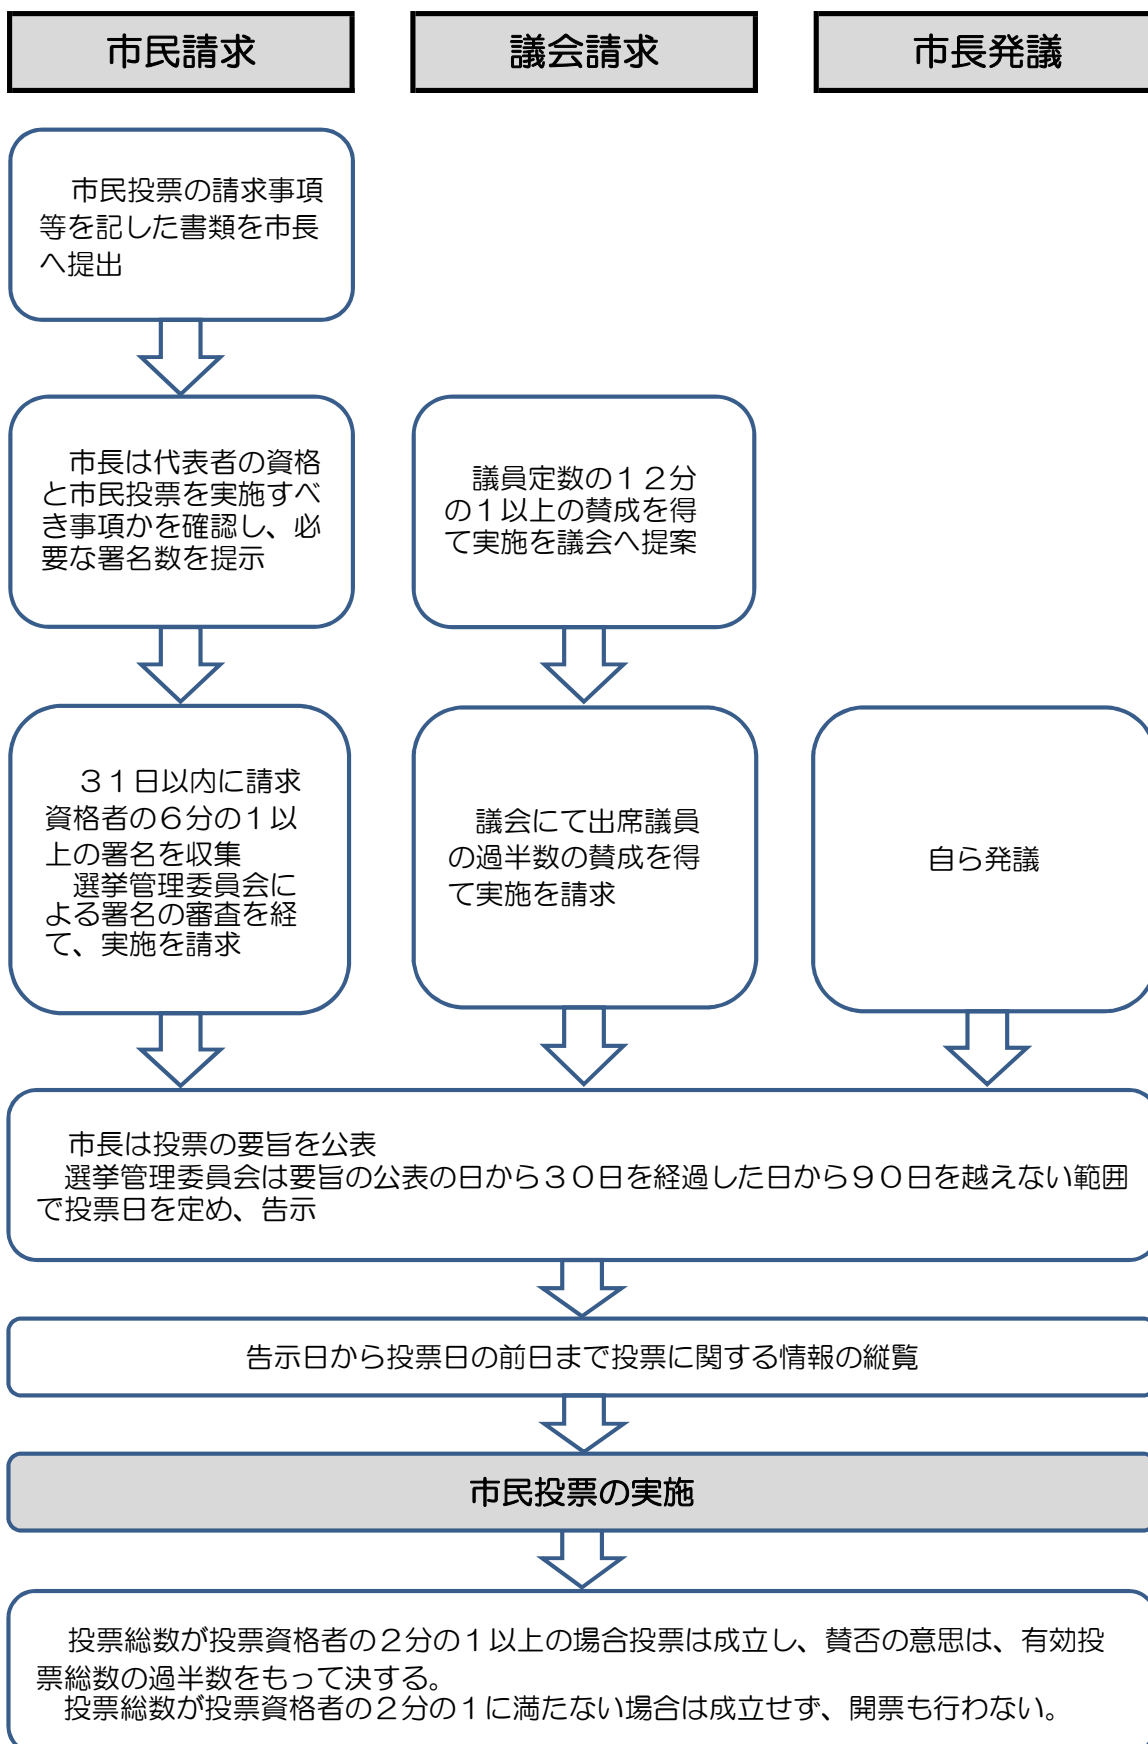 市民請求
議会請求
市長発議
市民投票の請求事項
等を記した書類を市長
へ提出
市長は代表者の資格
と市民投票を実施すべ
き事項かを確認し、必
要な署名数を提示
議員定数の１２分
の１以上の賛成を得
て実施を議会へ提案
３１日以内に請求
資格者の６分の１以
上の署名を収集
選挙管理委員会に
よる署名の審査を経
て、実施を請求
議会にて出席議員
の過半数の賛成を得
て実施を請求
自ら発議
市長は投票の要旨を公表
選挙管理委員会は要旨の公表の日から３０日を経過した日から９０日を越えない範囲
で投票日を定め、告示
告示日から投票日の前日まで投票に関する情報の縦覧
市民投票の実施
投票総数が投票資格者の２分の１以上の場合投票は成立し、賛否の意思は、有効投
票総数の過半数をもって決する。
投票総数が投票資格者の２分の１に満たない場合は成立せず、開票も行わない。